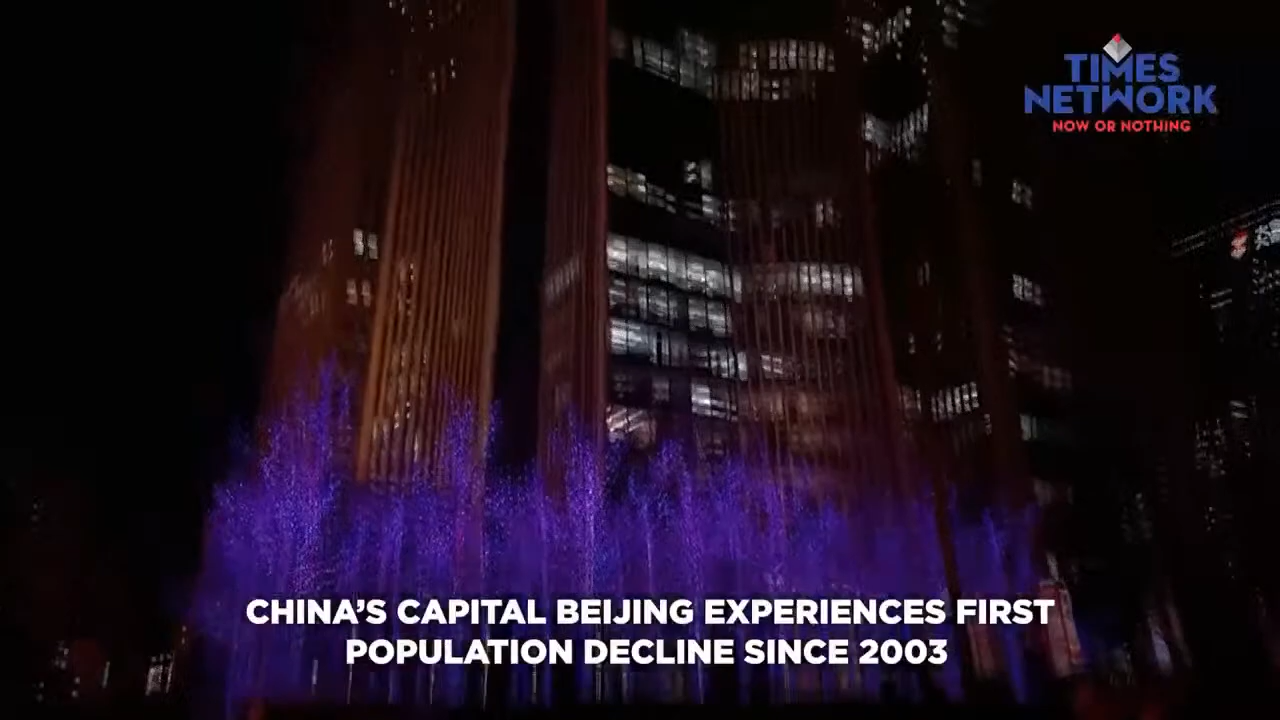 TIMES
NETWORK
NOW OR NOTHING
CHINA'S CAPITAL BEIJING EXPERIENCES FIRST
POPULATION DECLINE SINCE 2003